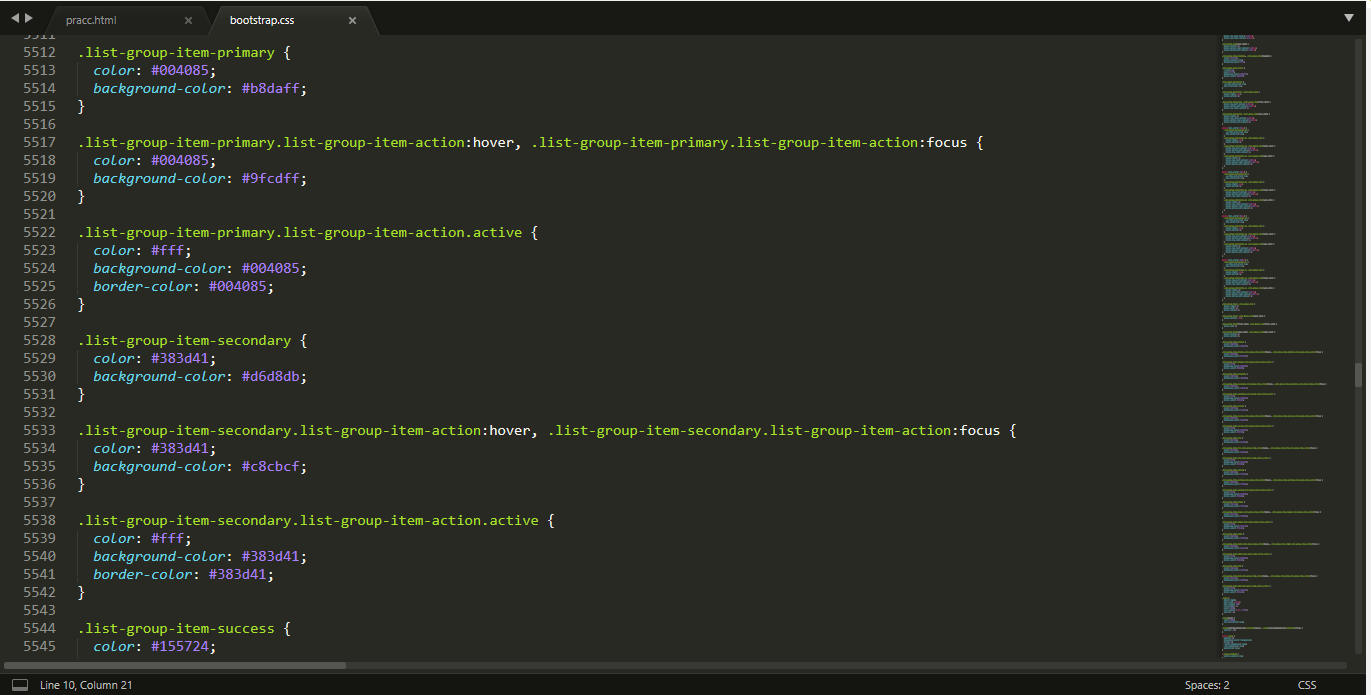 pracc.html
bootstrap.css
5511
5512 .list-group-item-primary {
5513 color: #004085;
5514 background-color: #b8daff;
5515 }
5516
5517 .list-group-item-primary.list-group-item-action:hover, .list-group-item-primary.list-group-item-action:focus {
5518 color: #004085;
5519 background-color: #9fcdff;
5520 }
5521
5522 .list-group-item-primary.list-group-item-action.active {
5523 color: #fff;
5524 background-color: #004085;
5525 border-color: #004085;
5526 }
5527
5528 .list-group-item-secondary {
5529 color: #383d41;
5530 background-color: #d6d8db;
5531 }
5532
5533 .list-group-item-secondary.list-group-item-action:hover, .list-group-item-secondary.list-group-item-action:focus {
5534 color: #383d41;
5535 background-color: #c8cbcf;
5536 }
5537
5538 .list-group-item-secondary.list-group-item-action.active {
5539 color: #fff;
5540 background-color: #383d41;
5541 border-color: #383d41;
5542 }
5543
5544 .list-group-item-success {
5545 color: #155724;
Line 10, Column 21
Spaces: 2
CSS